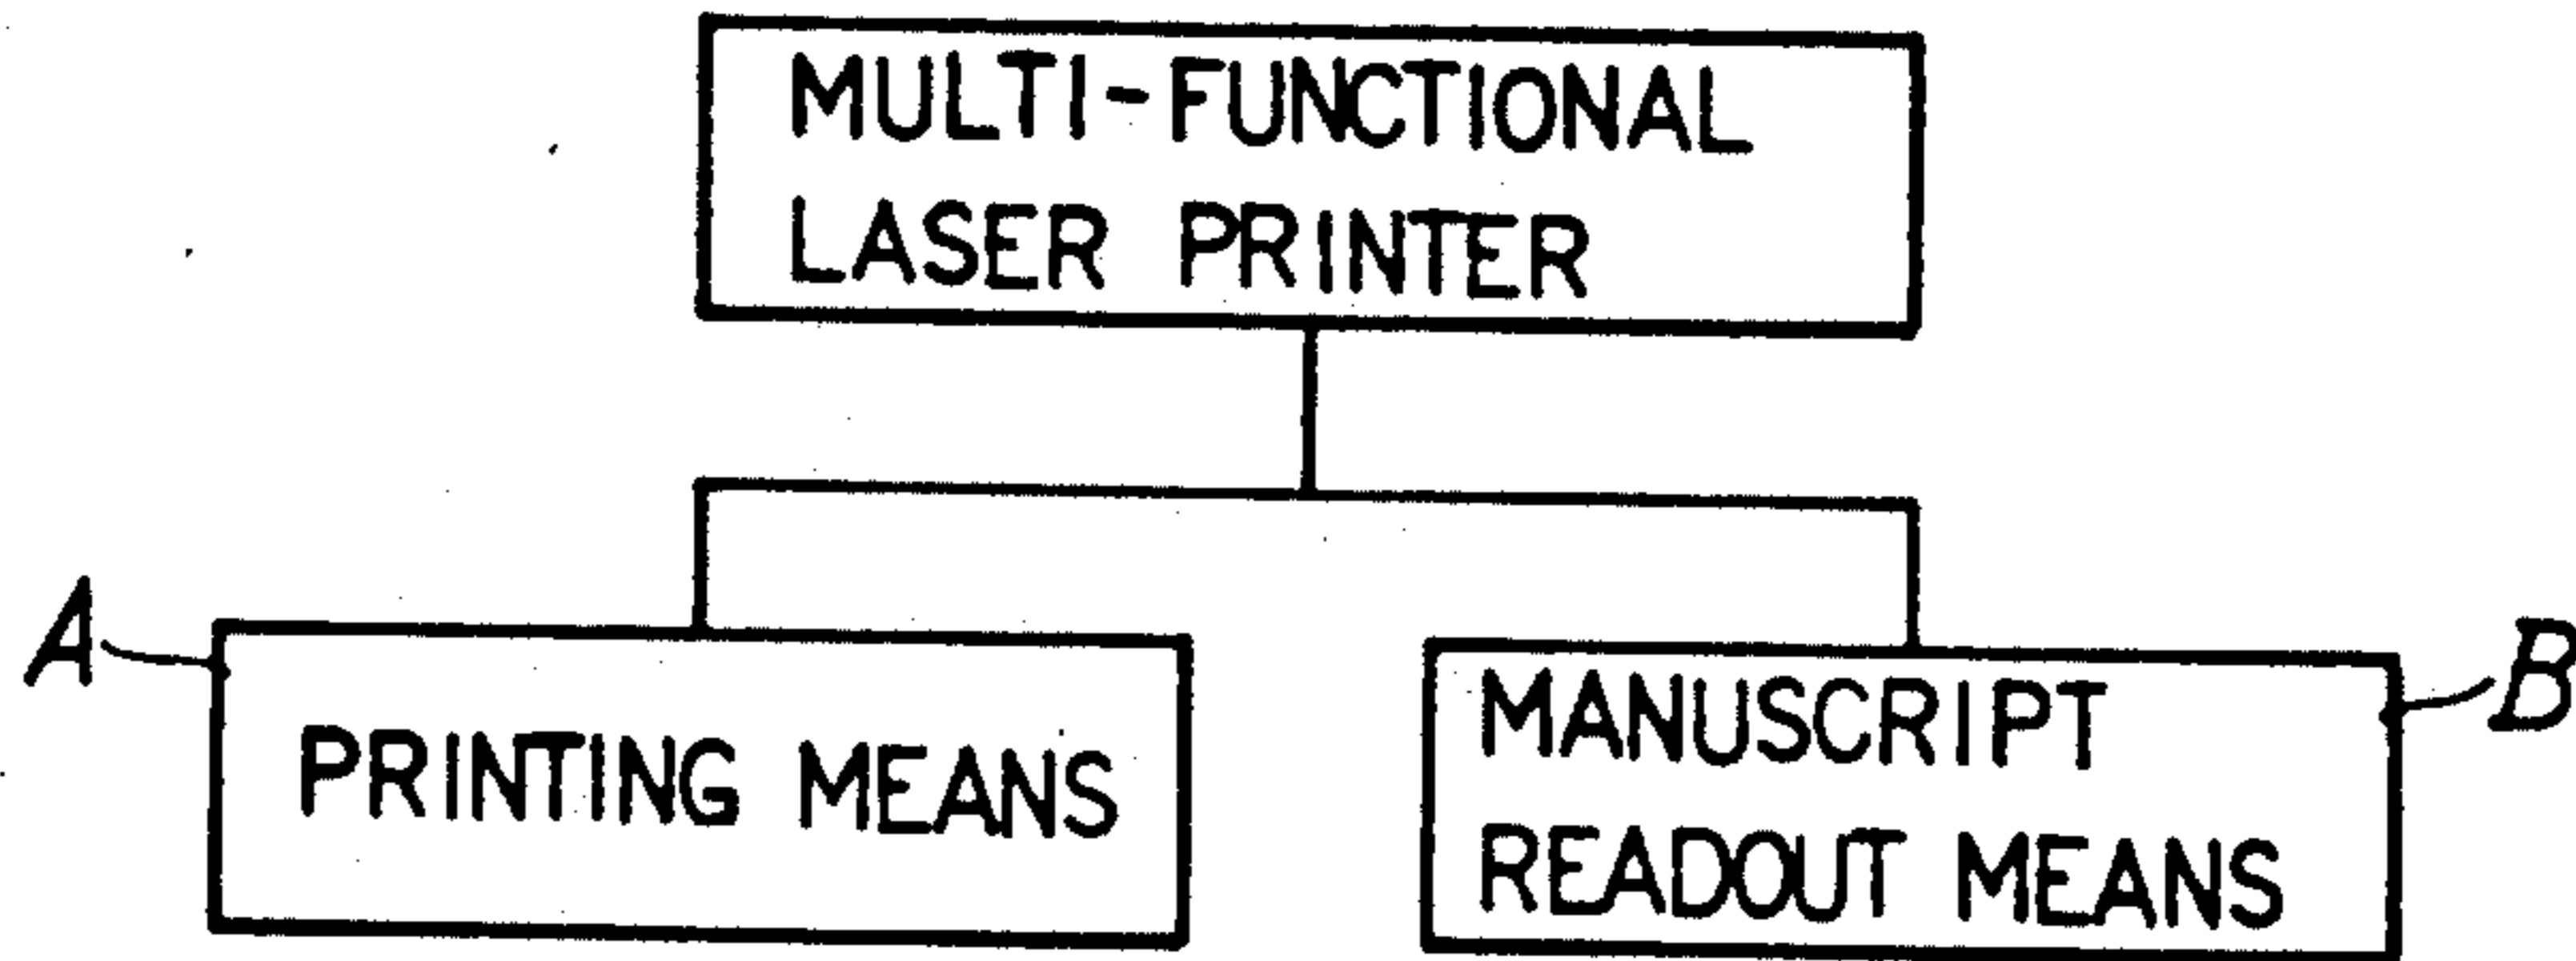 MULTI-FUNCTIONAL
LASER PRINTER
A
PRINTING MEANS
MANUSCRIPT
READOUT MEANS
B